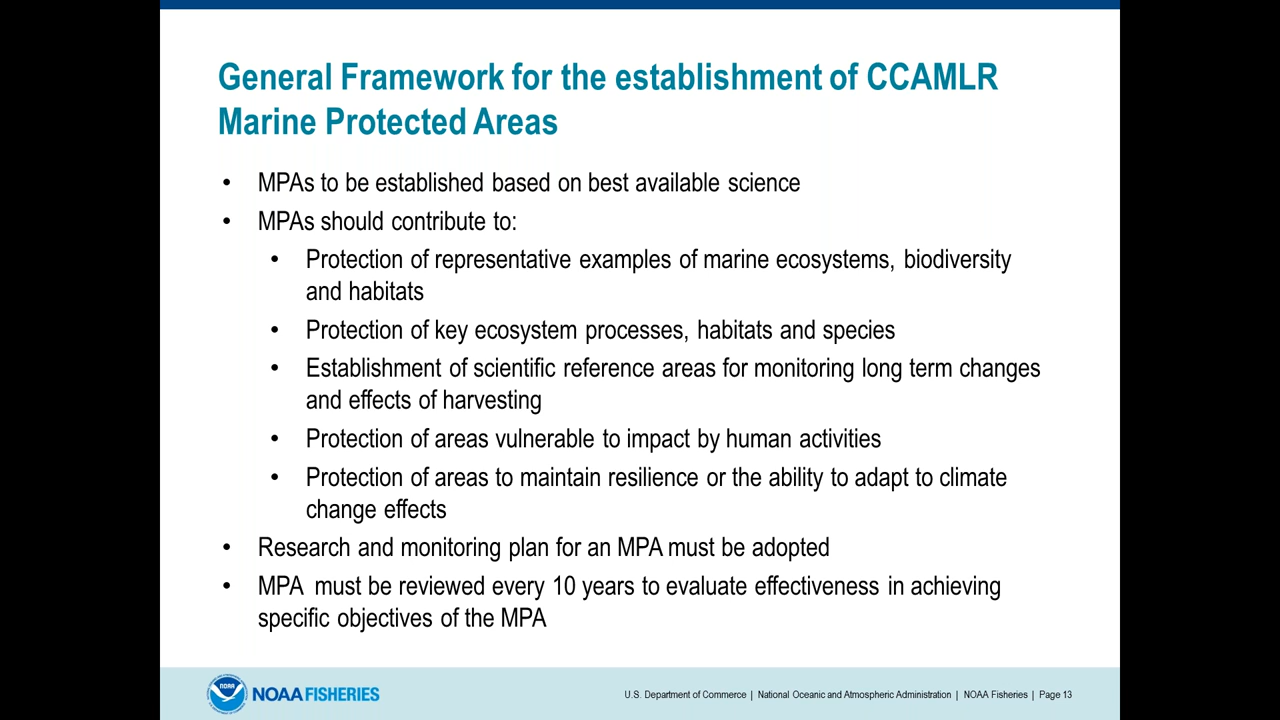 General Framework for the establishment of CCAMLR
Marine Protected Areas
• MPAs to be established based on best available science
• MPAs should contribute to:
• Protection of representative examples of marine ecosystems, biodiversity
and habitats
• Protection of key ecosystem processes, habitats and species
• Establishment of scientific reference areas for monitoring long term changes
and effects of harvesting
• Protection of areas vulnerable to impact by human activities
• Protection of areas to maintain resilience or the ability to adapt to climate
change effects
• Research and monitoring plan for an MPA must be adopted
• MPA must be reviewed every 10 years to evaluate effectiveness in achieving
specific objectives of the MPA
NOAA
NOAA FISHERIES
U.S. Department of Commerce | National Oceanic and Atmospheric Administration | NOAA Fisheries | Page 13